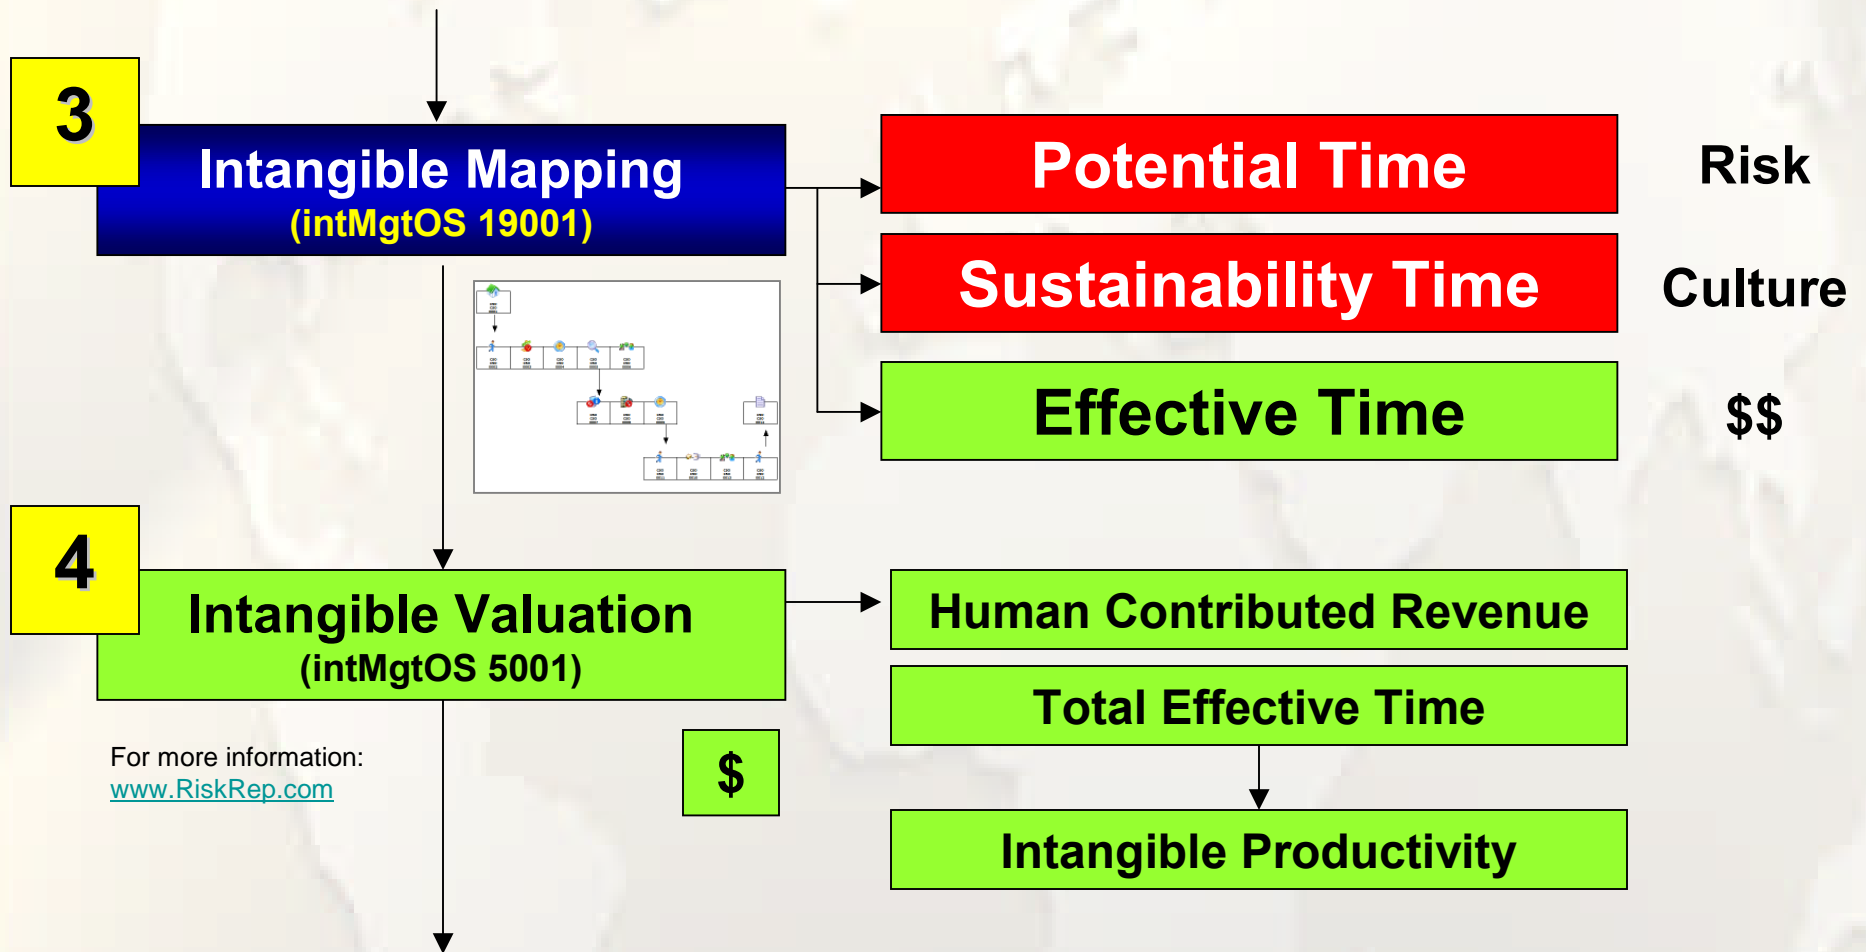 3
Intangible Mapping
(intMgtOS 19001)
Potential Time
Risk
Sustainability Time
Culture
Effective Time
$$
4
Intangible Valuation
(intMgtOS 5001)
Human Contributed Revenue
Total Effective Time
For more information:
www.RiskRep.com
$
Intangible Productivity